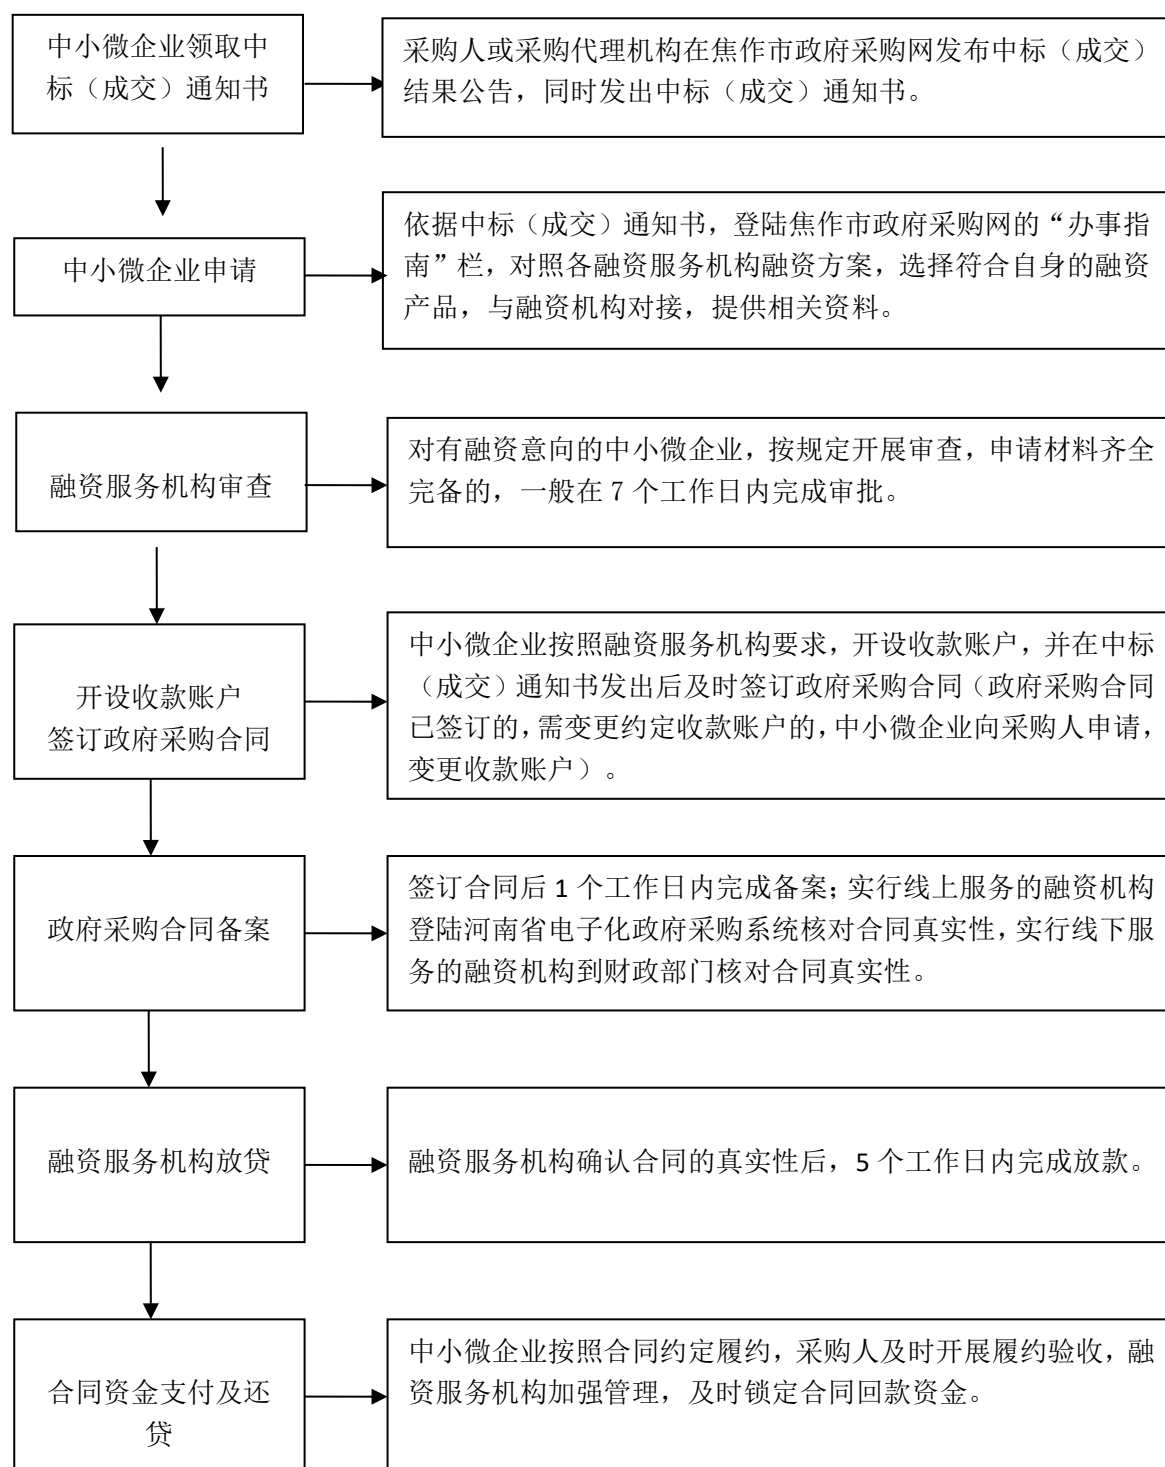 中小微企业领取中
标（成交）通知书
采购人或采购代理机构在焦作市政府采购网发布中标（成交）
结果公告，同时发出中标（成交）通知书。
中小微企业申请
依据中标（成交）通知书，登陆焦作市政府采购网的“办事指
南”栏，对照各融资服务机构融资方案，选择符合自身的融资
产品，与融资机构对接，提供相关资料。
融资服务机构审查
对有融资意向的中小微企业，按规定开展审查，申请材料齐全
完备的，一般在 7 个工作日内完成审批。
开设收款账户
签订政府采购合同
中小微企业按照融资服务机构要求，开设收款账户，并在中标
（成交）通知书发出后及时签订政府采购合同（政府采购合同
已签订的，需变更约定收款账户的，中小微企业向采购人申请，
变更收款账户）。
政府采购合同备案
签订合同后 1 个工作日内完成备案；实行线上服务的融资机构
登陆河南省电子化政府采购系统核对合同真实性，实行线下服
务的融资机构到财政部门核对合同真实性。
融资服务机构放贷
融资服务机构确认合同的真实性后，5 个工作日内完成放款。
合同资金支付及还
贷
中小微企业按照合同约定履约，采购人及时开展履约验收，融
资服务机构加强管理，及时锁定合同回款资金。